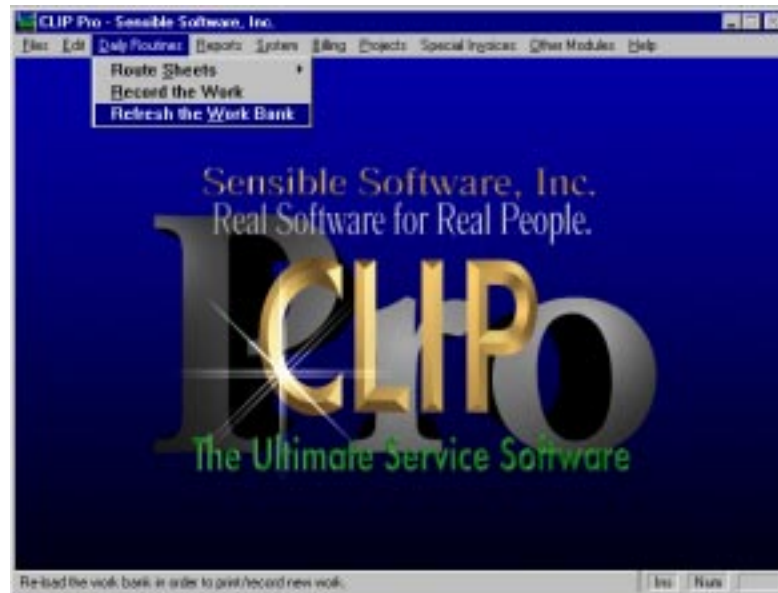 CLIP Pro - Sensible Software, Inc.
Files Edit Daily Routines Reports System Billing Projects Special Invoices Other Modules Help
Route Sheets
Record the Work
Refresh the Work Bank
Sensible Software, Inc.
Real Software for Real People.
Pro
CLIP
The Ultimate Service Software
Re-load the work bank in order to print/record new work. Ins Num